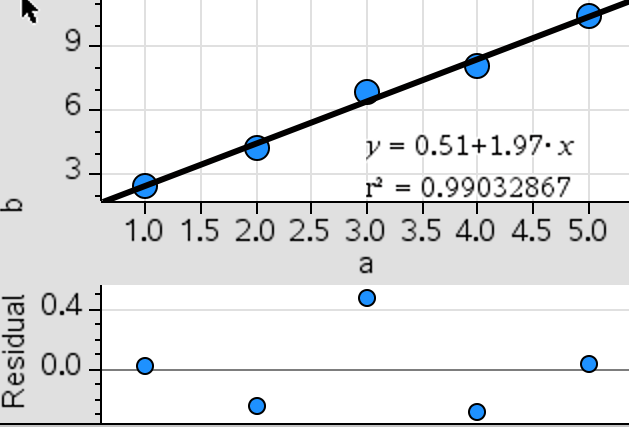 9
6
3
b
y = 0.51+1.97· x
r² = 0.99032867
1.0 1.5 2.0 2.5 3.0 3.5 4.0 4.5 5.0
a
Residual
0.4
0.0